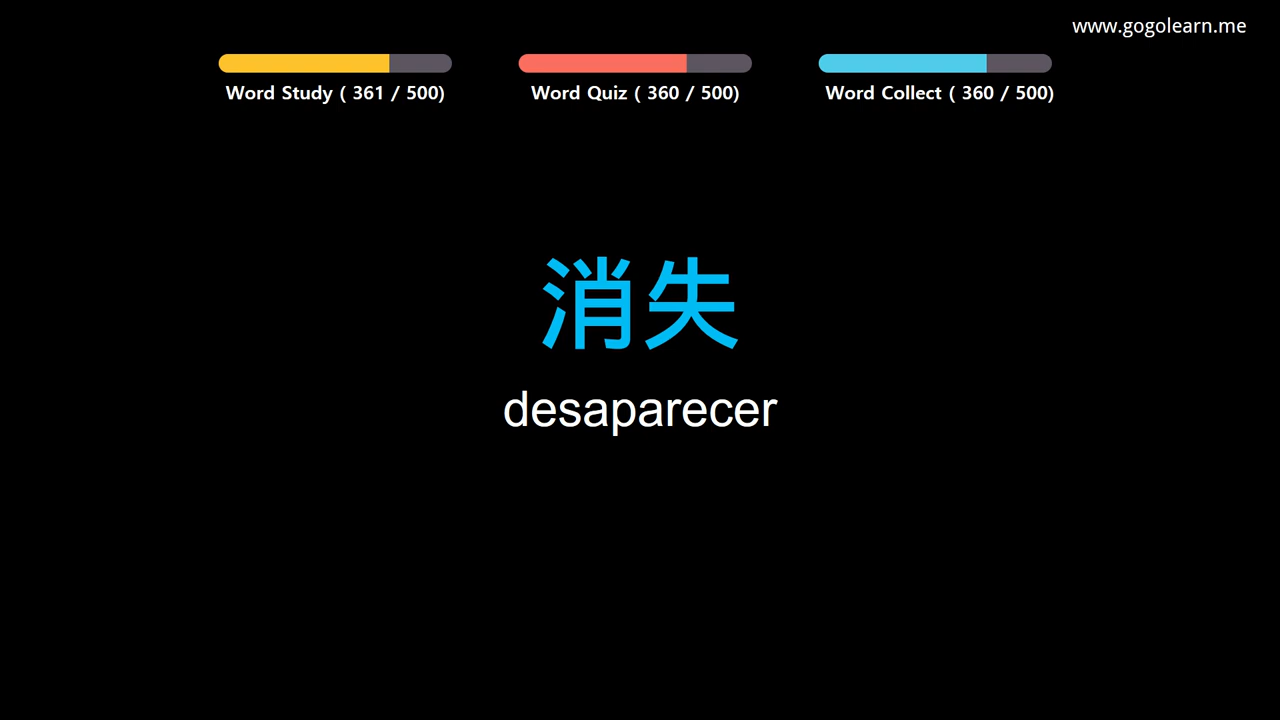 www.gogolearn.me
Word Study ( 361 / 500)
Word Quiz ( 360 / 500)
Word Collect ( 360 / 500)
消失
desaparecer